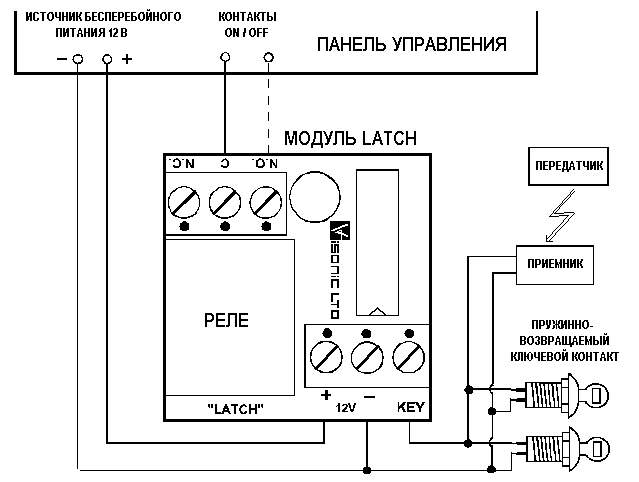 ИСТОЧНИК БЕСПЕРЕБОЙНОГО
ПИТАНИЯ 12 В
− +
КОНТАКТЫ
ON / OFF
ПАНЕЛЬ УПРАВЛЕНИЯ
МОДУЛЬ LATCH
N.C. C N.O.
Visonic LTD
РЕЛЕ
"LATCH"
+ 12V − KEY
ПЕРЕДАТЧИК
ПРИЕМНИК
ПРУЖИННО-
ВОЗВРАЩАЕМЫЙ
КЛЮЧЕВОЙ КОНТАКТ